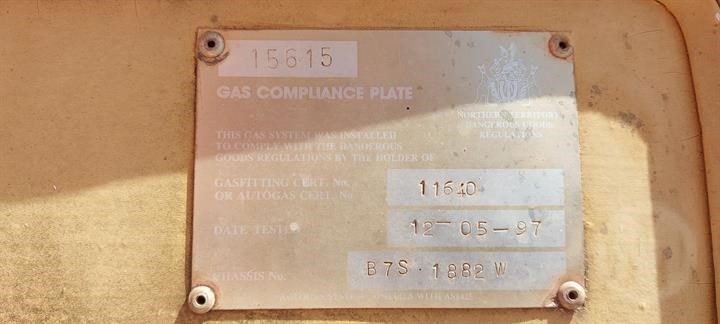 15615
GAS COMPLIANCE PLATE
NORTHERN TERRITORY
DANGEROUS GOODS
REGULATIONS
THIS GAS SYSTEM WAS INSTALLED
TO COMPLY WITH THE DANGEROUS
GOODS REGULATIONS BY THE HOLDER OF
GASFITTING CERT. No.
OR AUTOGAS CERT. No. 11640
DATE TESTED 12-05-97
CHASSIS No. B7S·1882 W
WITH